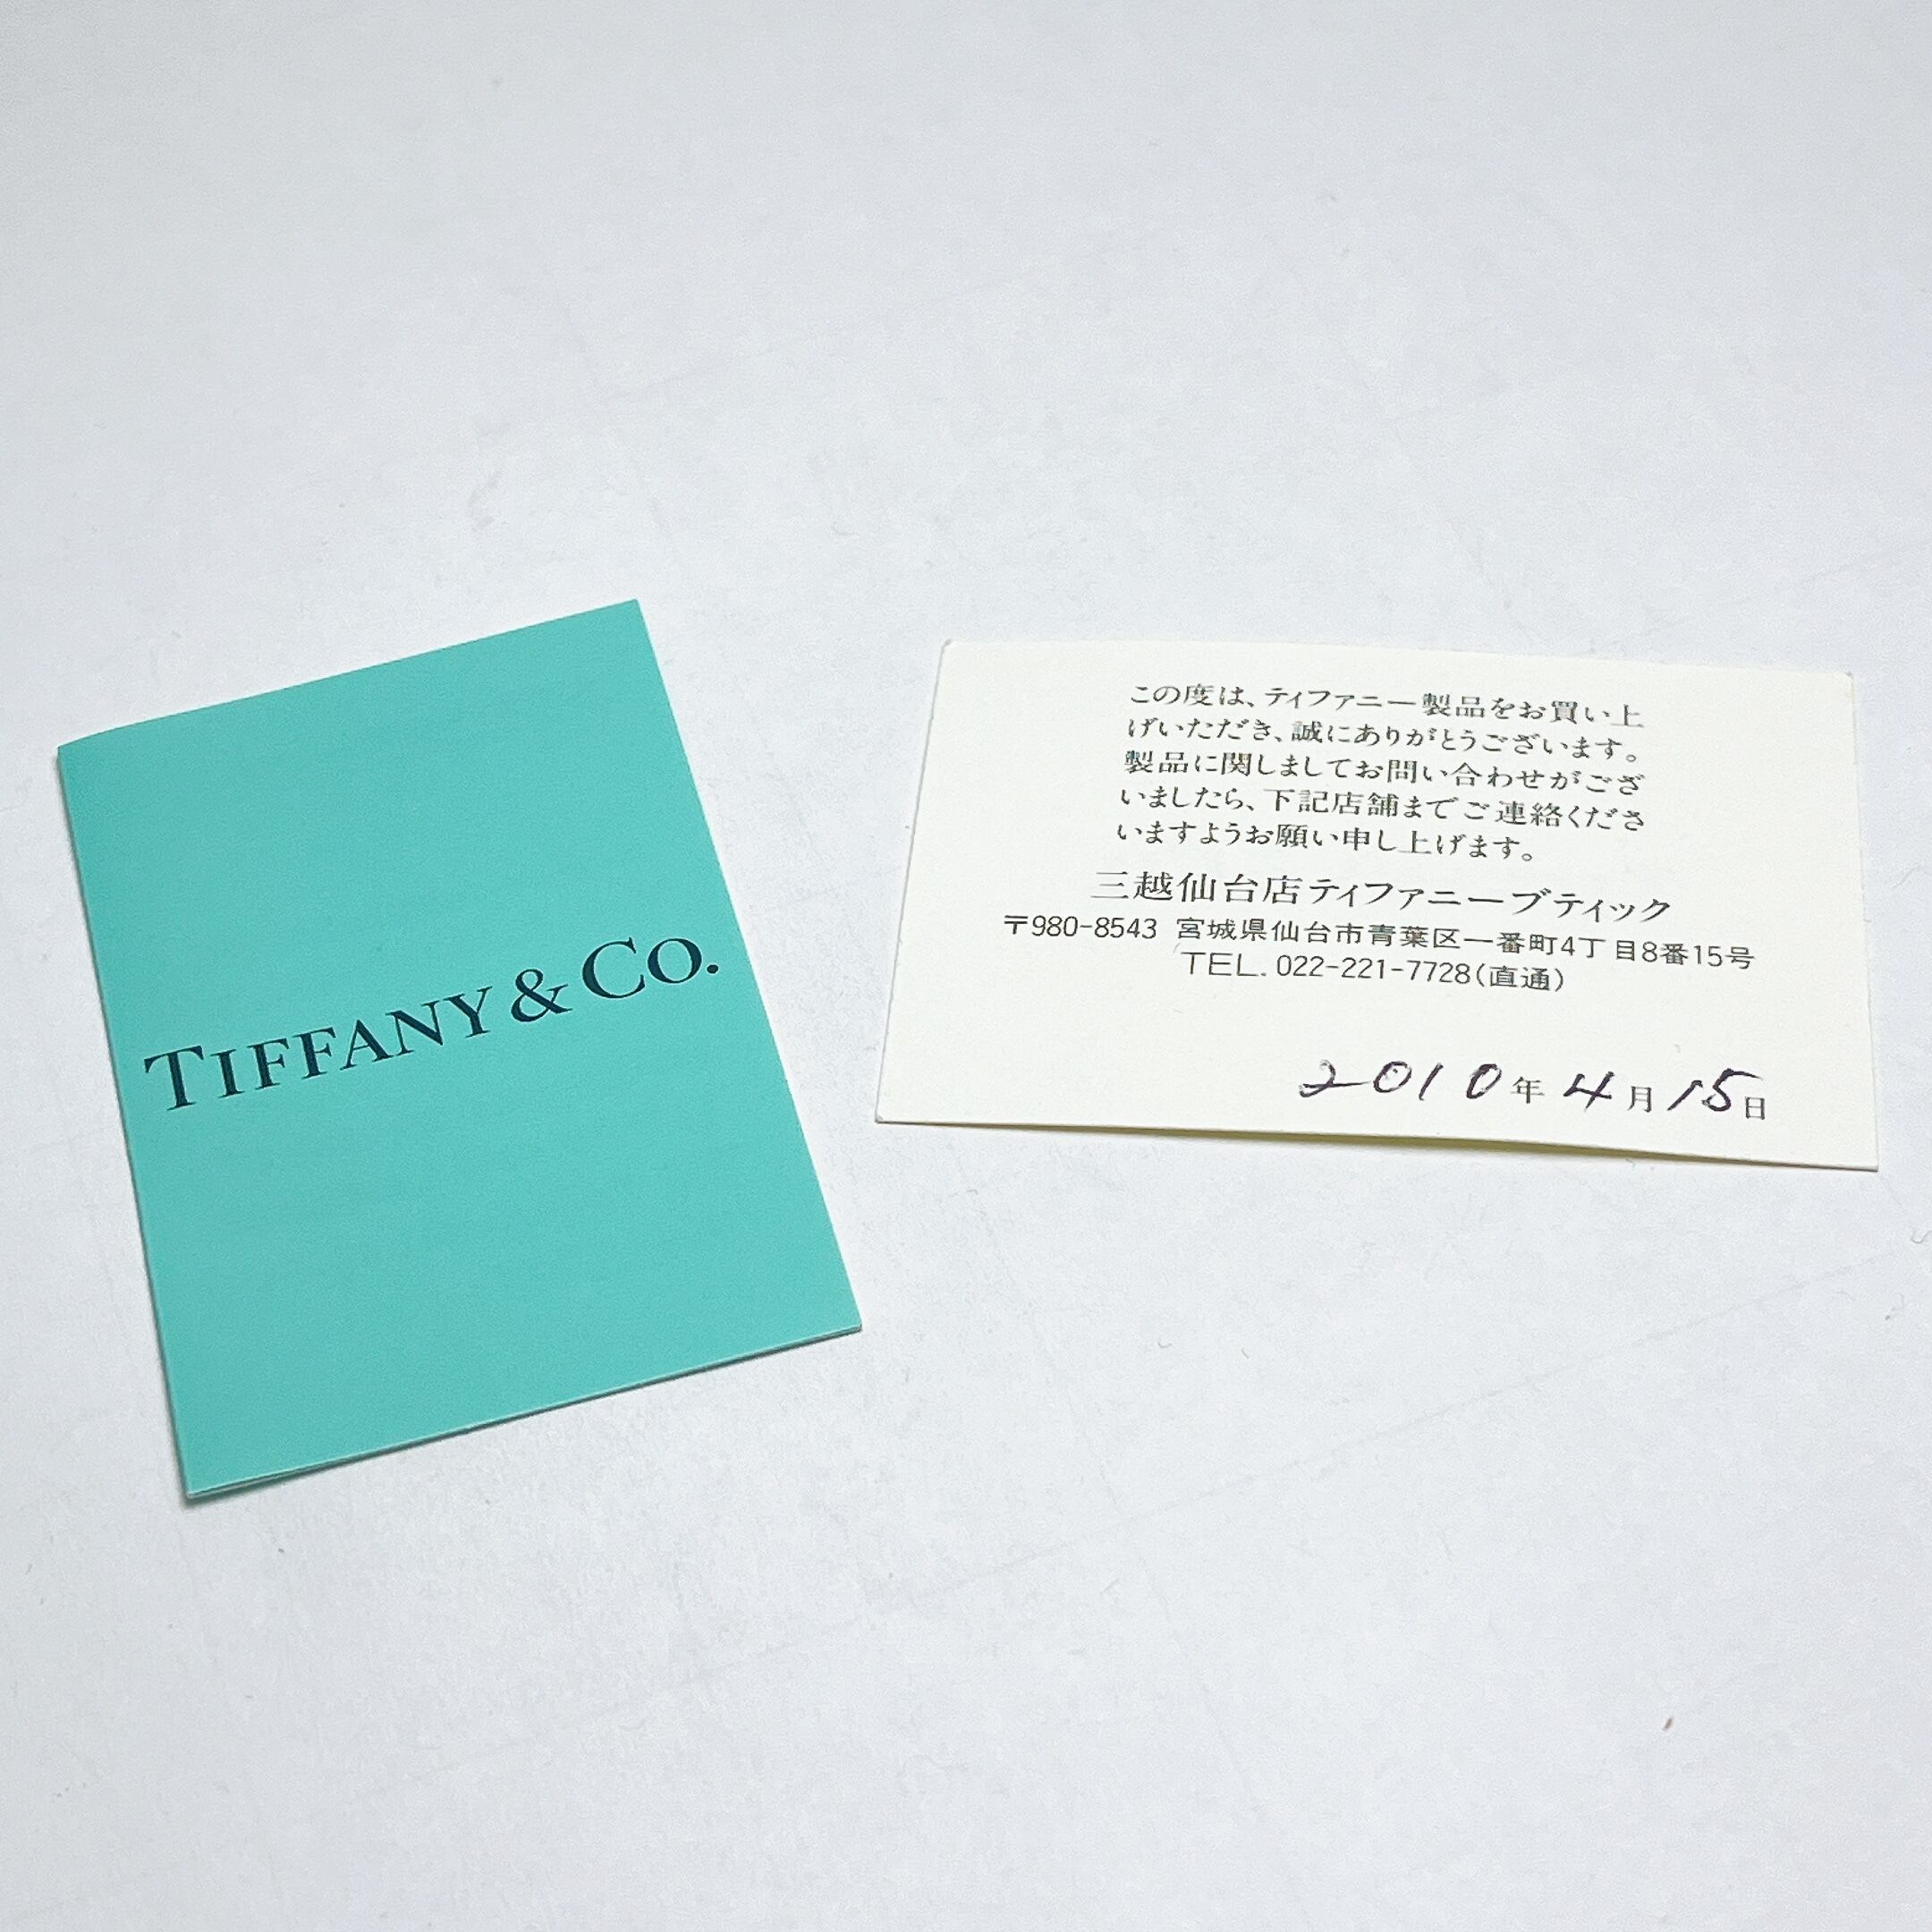 TIFFANY & CO.
この度は、ティファニー製品をお買い上
げいただき、誠にありがとうございます。
製品に関しましてお問い合わせがござ
いましたら、下記店舗までご連絡くださ
いますようお願い申し上げます。
三越仙台店ティファニーブティック
〒980-8543 宮城県仙台市青葉区一番町4丁目8番15号
TEL. 022-221-7728(直通)
2010年4月15日